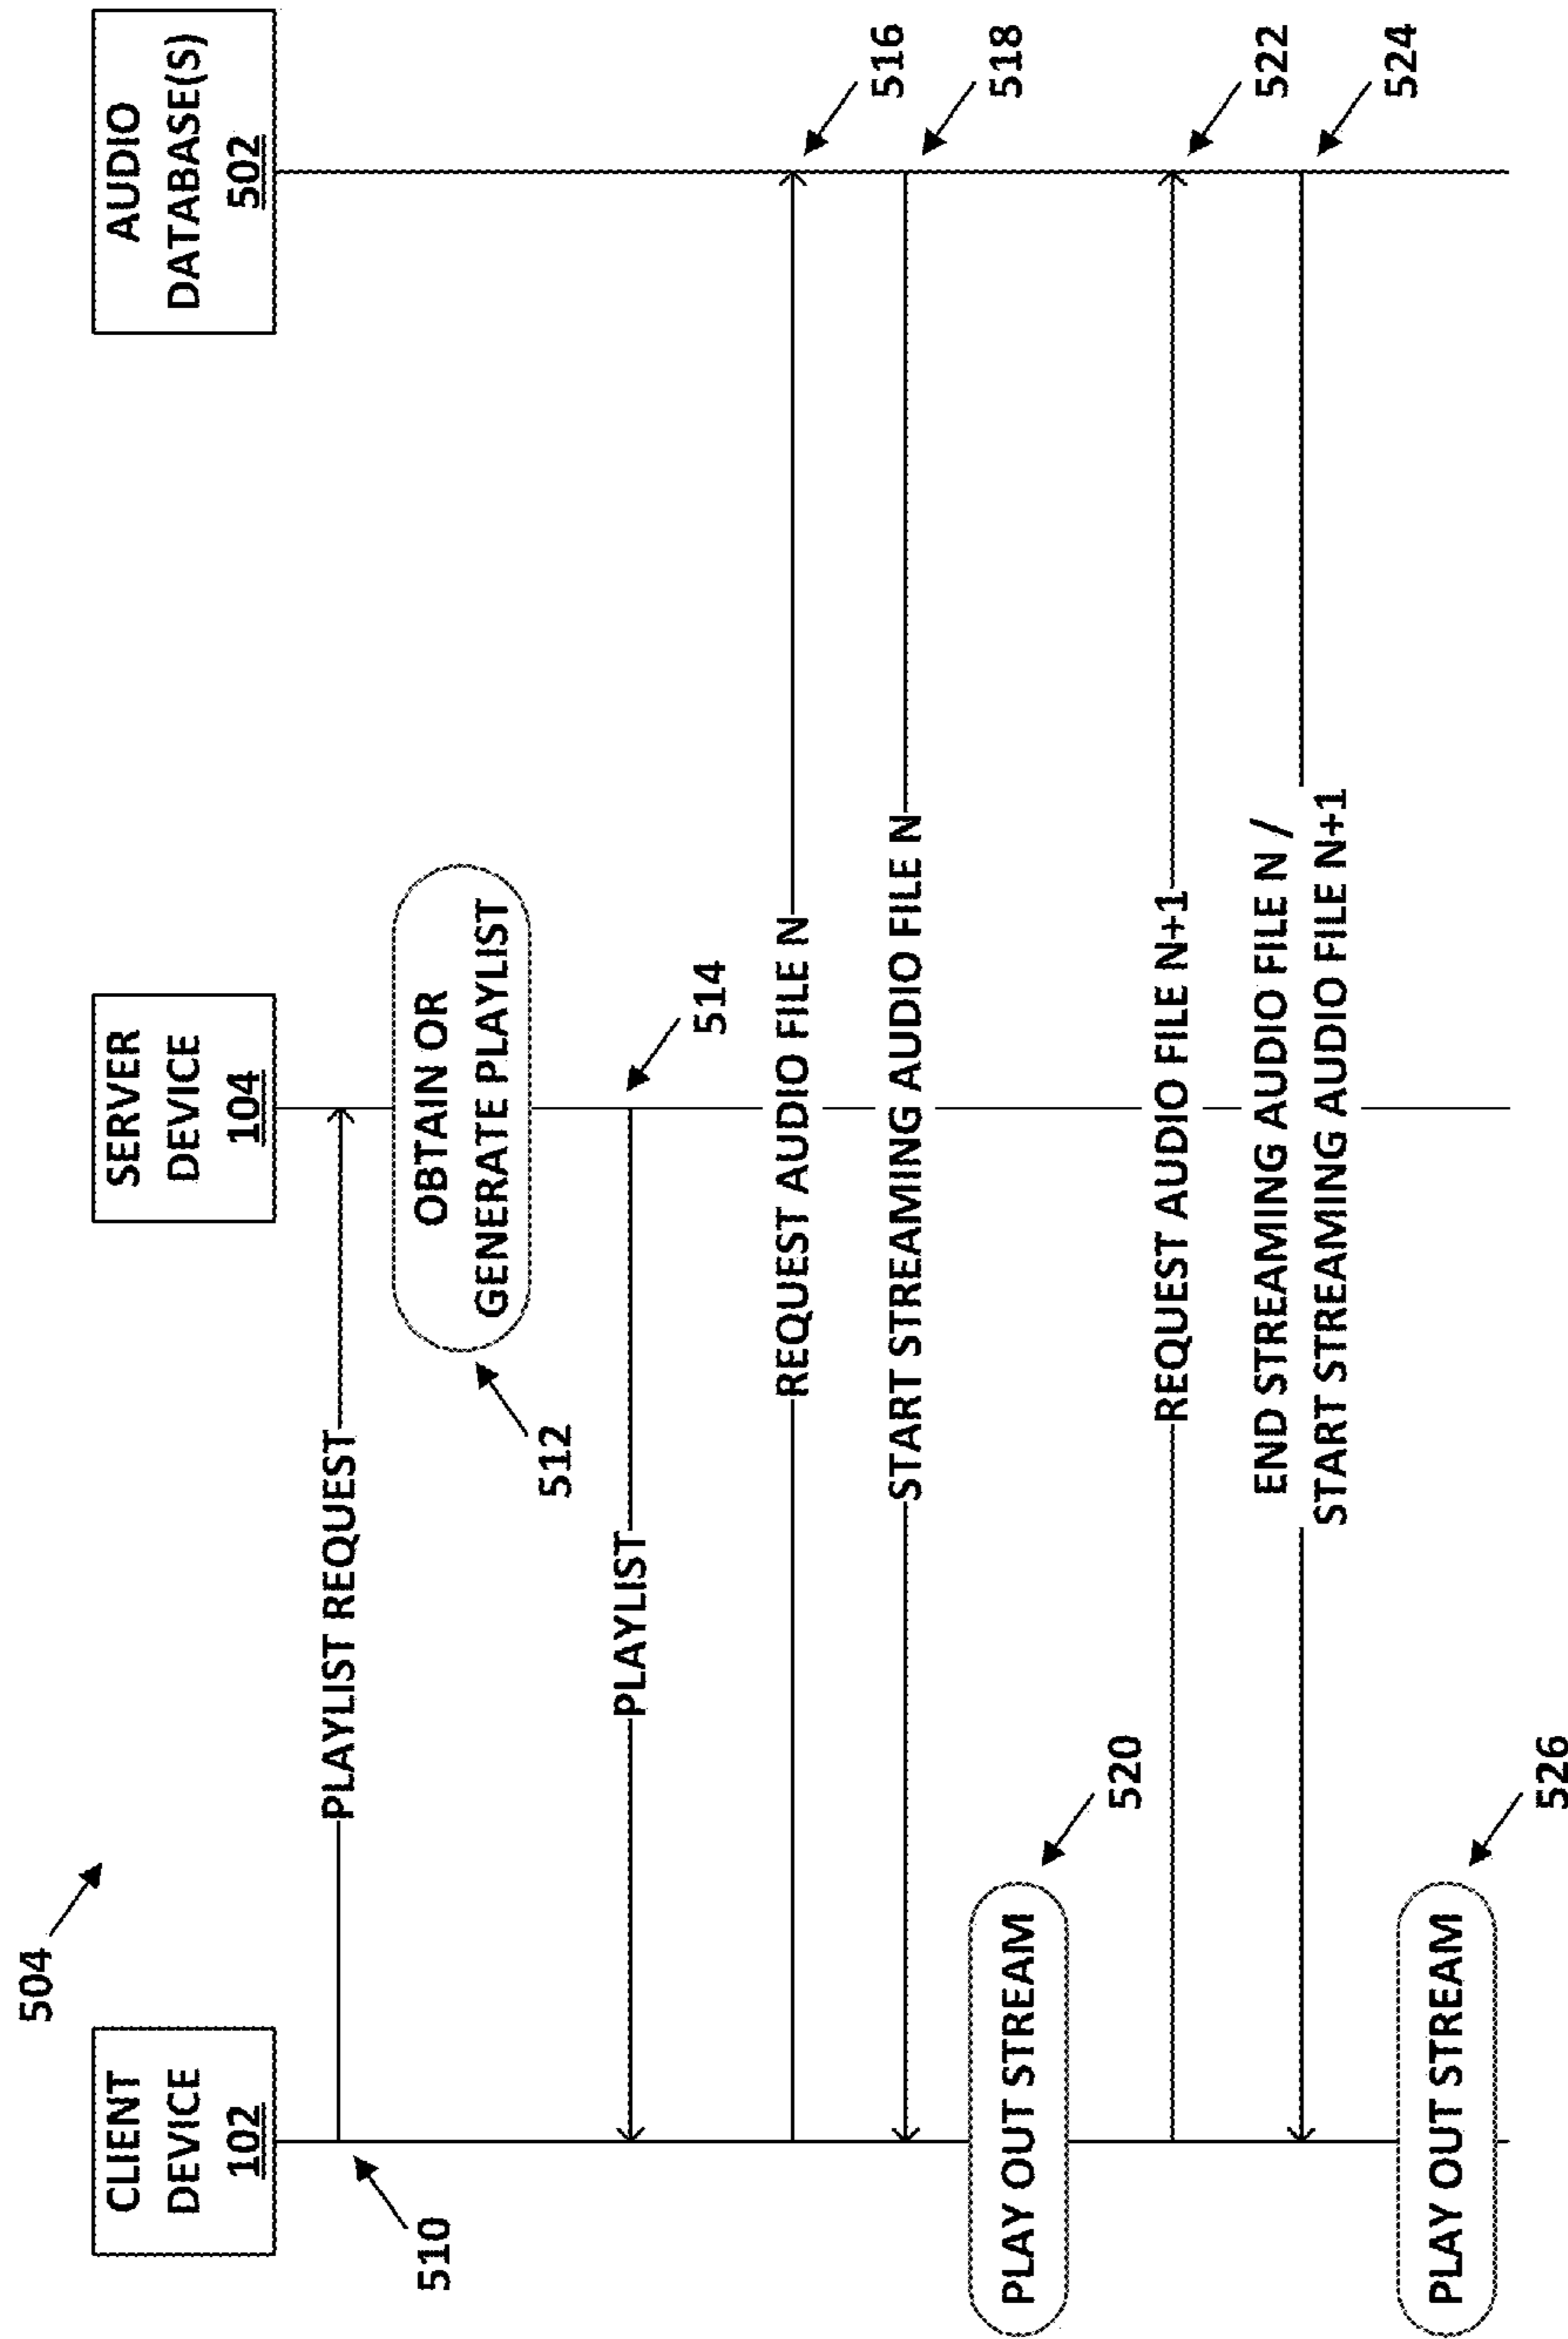 504
CLIENT
DEVICE
102
SERVER
DEVICE
104
AUDIO
DATABASE(S)
502
510
PLAYLIST REQUEST
512
OBTAIN OR
GENERATE PLAYLIST
PLAYLIST
514
REQUEST AUDIO FILE N
516
START STREAMING AUDIO FILE N
518
PLAY OUT STREAM
520
REQUEST AUDIO FILE N+1
522
END STREAMING AUDIO FILE N /
START STREAMING AUDIO FILE N+1
524
PLAY OUT STREAM
526